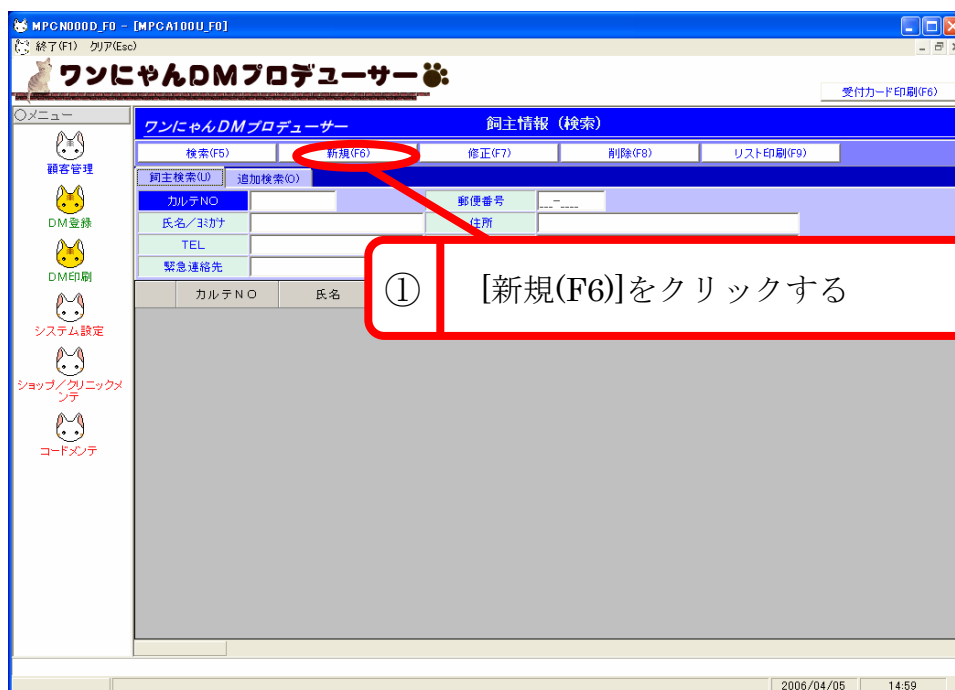 MPCN000D_F0 - [MPCA100U_F0]
終了(F1) クリア(Esc)
ワンにゃんDMプロデューサー
受付カード印刷(F6)
○メニュー
ワンにゃんDMプロデューサー 飼主情報（検索）
検索(F5) 新規(F6) 修正(F7) 削除(F8) リスト印刷(F9)
飼主検索(U) 追加検索(O)
カルテNO 郵便番号 ___-____
氏名／ﾖﾐｶﾞﾅ 住所
TEL
緊急連絡先
カルテNO 氏名
① [新規(F6)]をクリックする
顧客管理
DM登録
DM印刷
システム設定
ショップ／クリニックメ
ンテ
コードメンテ
2006/04/05 14:59